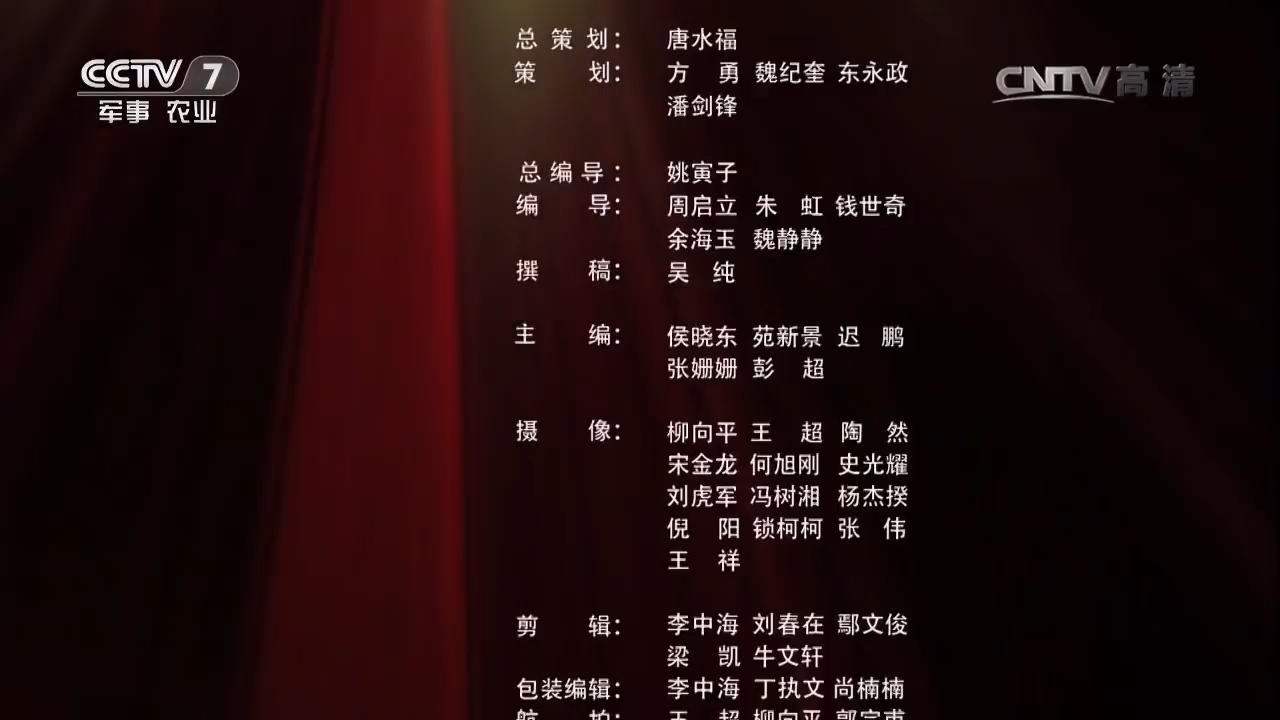 CCTV 7
军事 农业
CNTV高清
总策划： 唐水福
策 划： 方 勇 魏纪奎 东永政
潘剑锋
总编导： 姚寅子
编 导： 周启立 朱 虹 钱世奇
余海玉 魏静静
撰 稿： 吴 纯
主 编： 侯晓东 苑新景 迟 鹏
张姗姗 彭 超
摄 像： 柳向平 王 超 陶 然
宋金龙 何旭刚 史光耀
刘虎军 冯树湘 杨杰揆
倪 阳 锁柯柯 张 伟
王 祥
剪 辑： 李中海 刘春在 鄢文俊
梁 凯 牛文轩
包装编辑： 李中海 丁执文 尚楠楠
航 拍： 王 超 柳向平